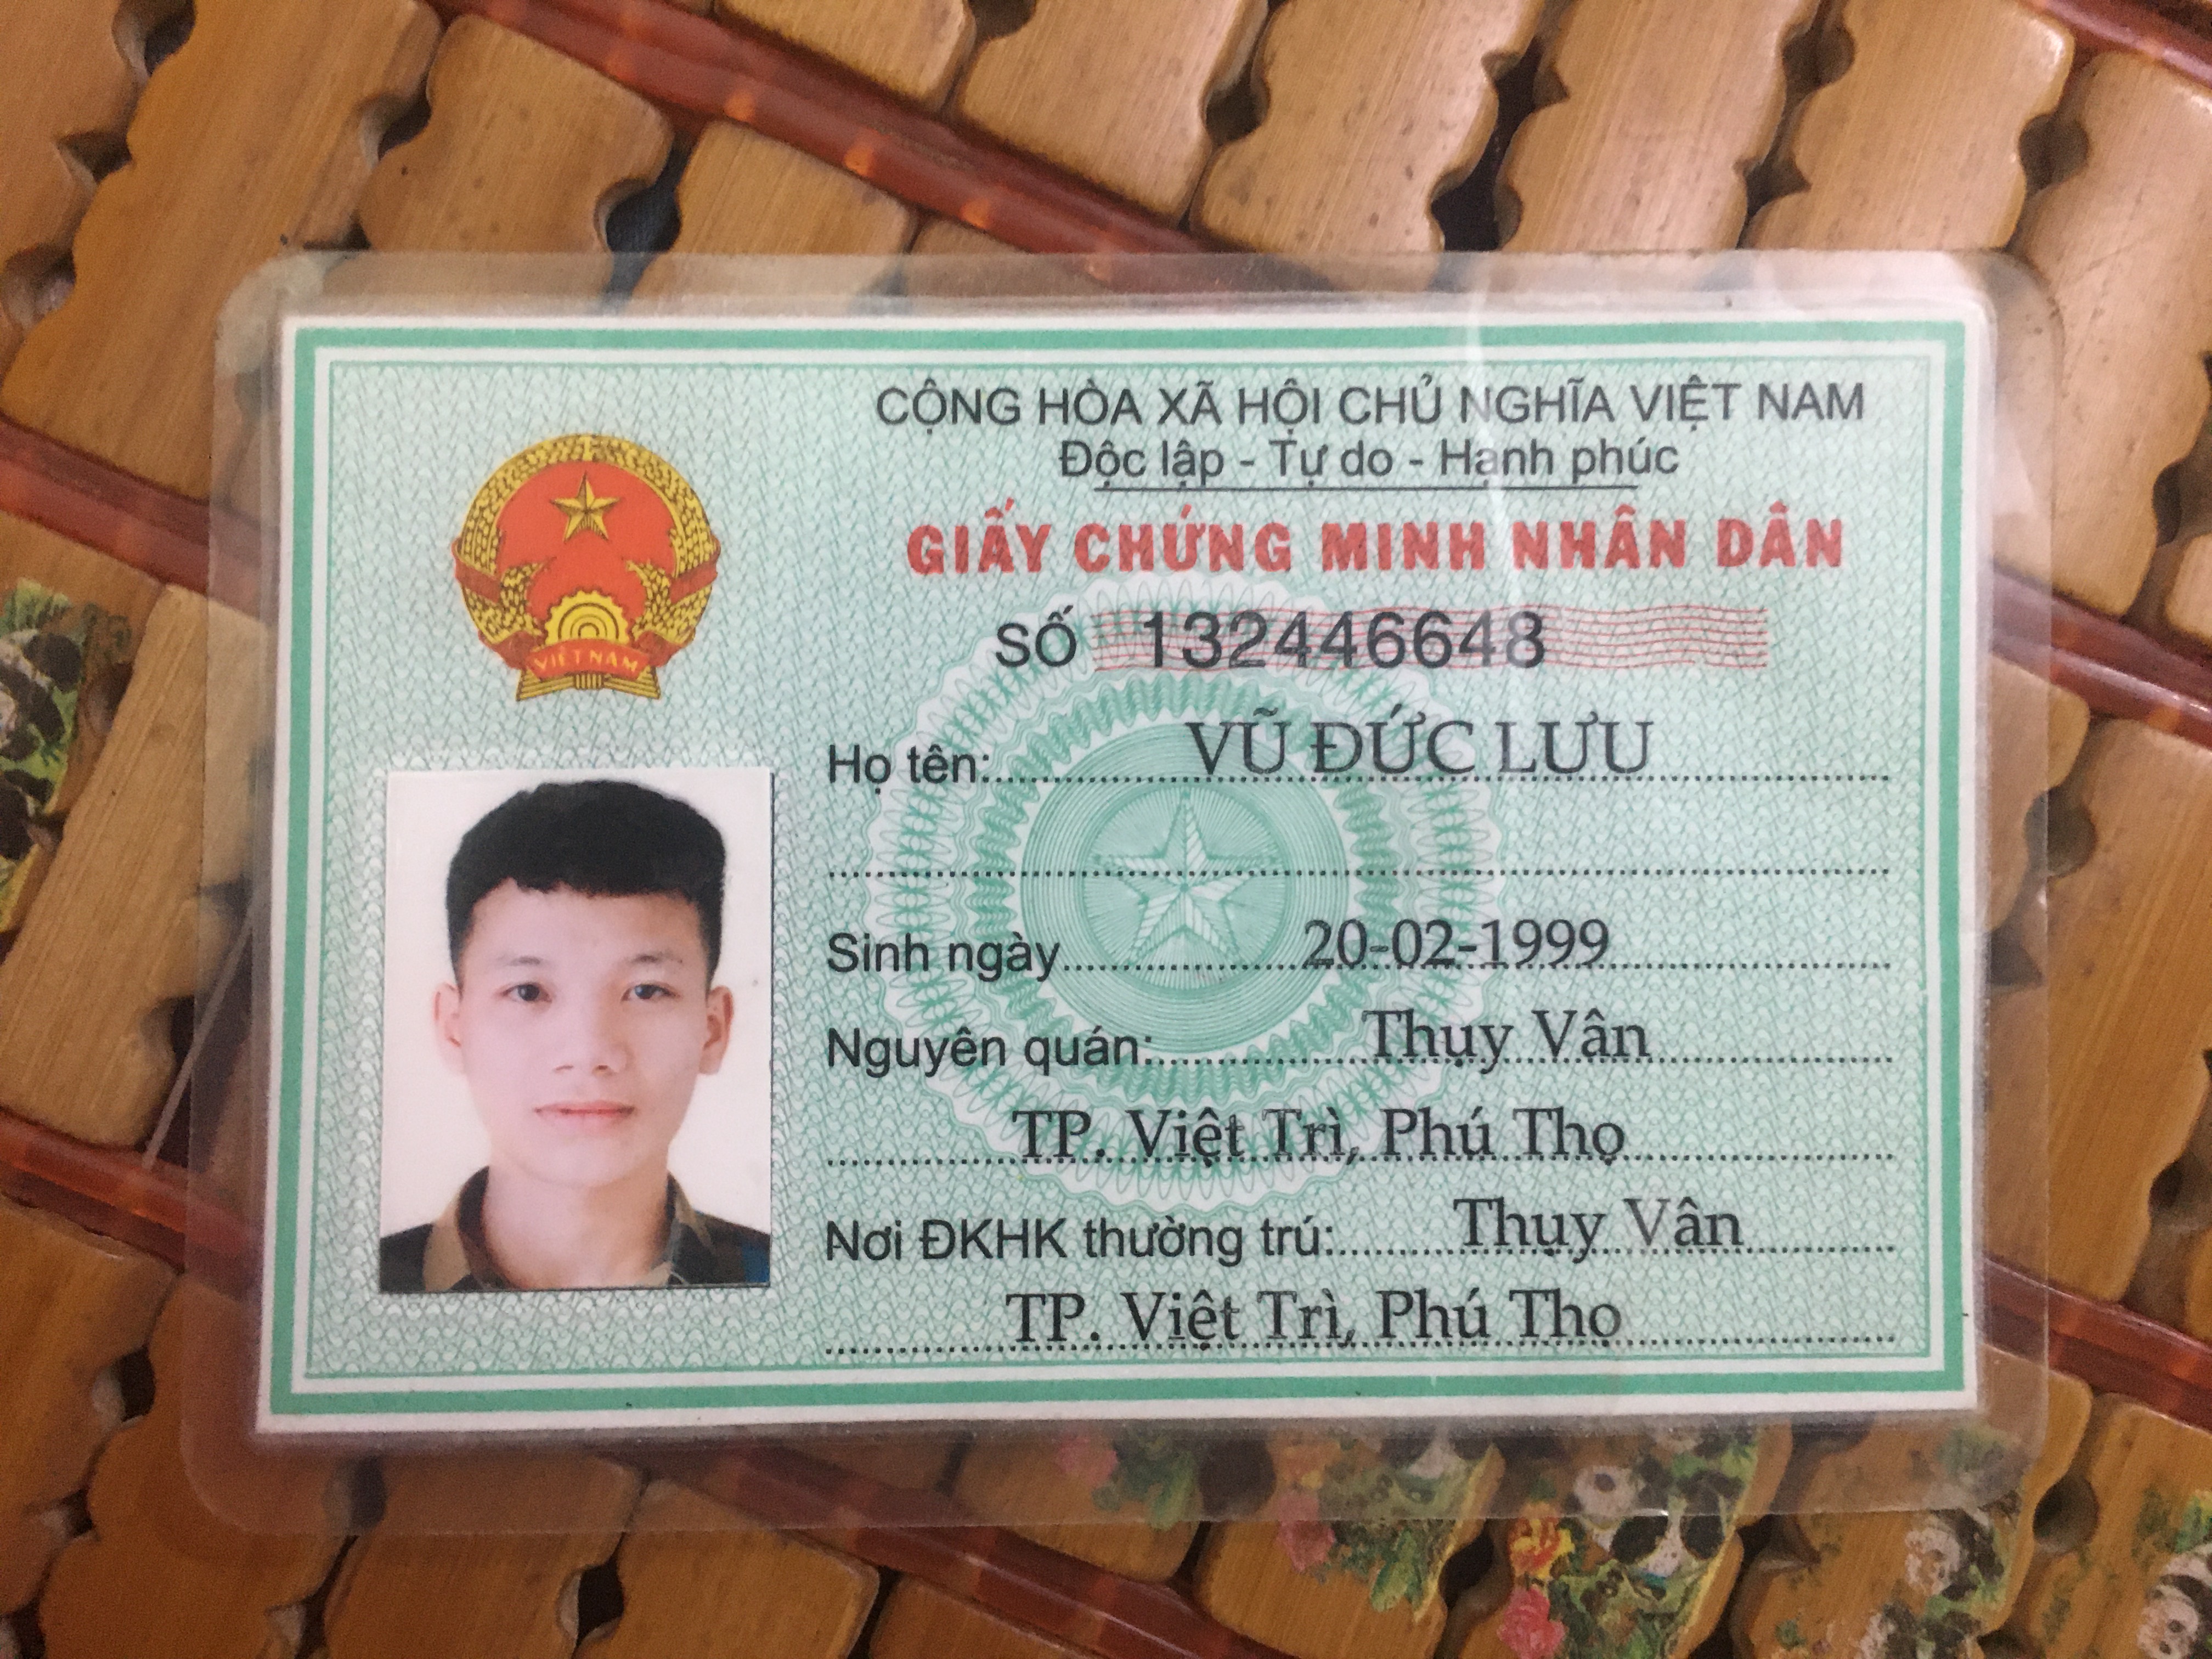 CỘNG HÒA XÃ HỘI CHỦ NGHĨA VIỆT NAM
Độc lập - Tự do - Hạnh phúc
GIẤY CHỨNG MINH NHÂN DÂN
SỐ 132446648
VIỆT NAM
Họ tên: VŨ ĐỨC LƯU
Sinh ngày 20-02-1999
Nguyên quán: Thụy Vân
TP. Việt Trì, Phú Thọ
Nơi ĐKHK thường trú: Thụy Vân
TP. Việt Trì, Phú Thọ